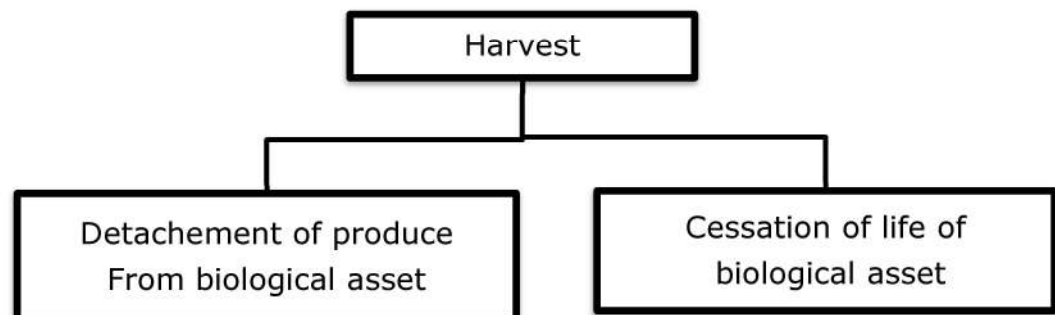 Harvest
Detachement of produce
From biological asset
Cessation of life of
biological asset